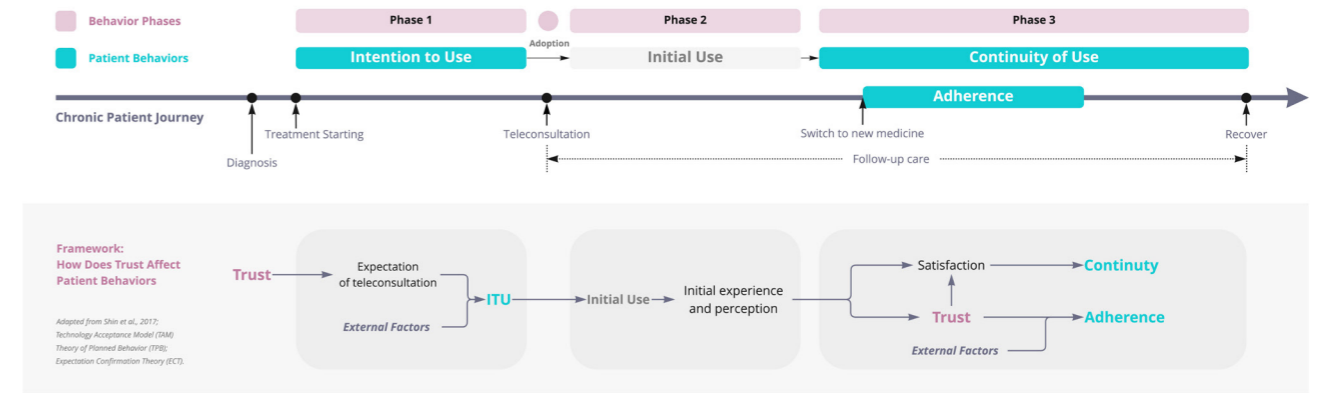 Behavior Phases
Phase 1
Phase 2
Phase 3
Adoption
Patient Behaviors
Intention to Use
Initial Use
Continuity of Use
Adherence
Chronic Patient Journey
Treatment Starting
Teleconsultation
Switch to new medicine
Recover
Diagnosis
Follow-up care
Framework:
How Does Trust Affect
Patient Behaviors
Adapted from Shin et al., 2017;
Technology Acceptance Model (TAM)
Theory of Planned Behavior (TPB);
Expectation Confirmation Theory (ECT).
Trust
Expectation
of teleconsultation
External Factors
ITU
Initial Use
Initial experience
and perception
Satisfaction
Continuty
Trust
Adherence
External Factors